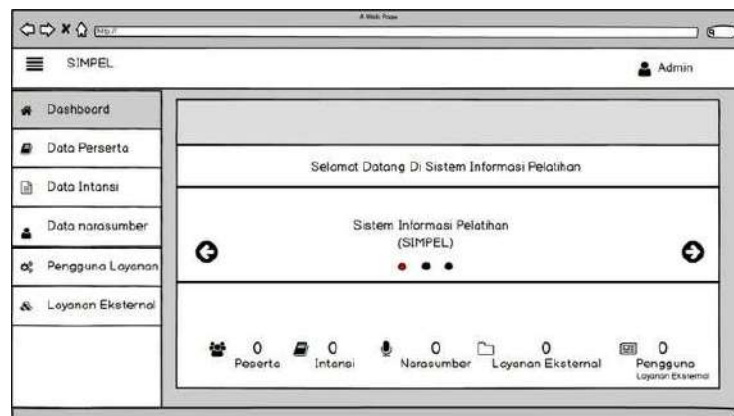 A Web Page
http://
SIMPEL
Admin
Dashboard
Data Perserta
Data Intansi
Data narasumber
Pengguna Layanan
Layanan Eksternal
Selamat Datang Di Sistem Informasi Pelatihan
Sistem Informasi Pelatihan
(SIMPEL)
0 0 0 0 0
Peserta Intansi Narasumber Layanan Eksternal Pengguna
Layanan Eksternal